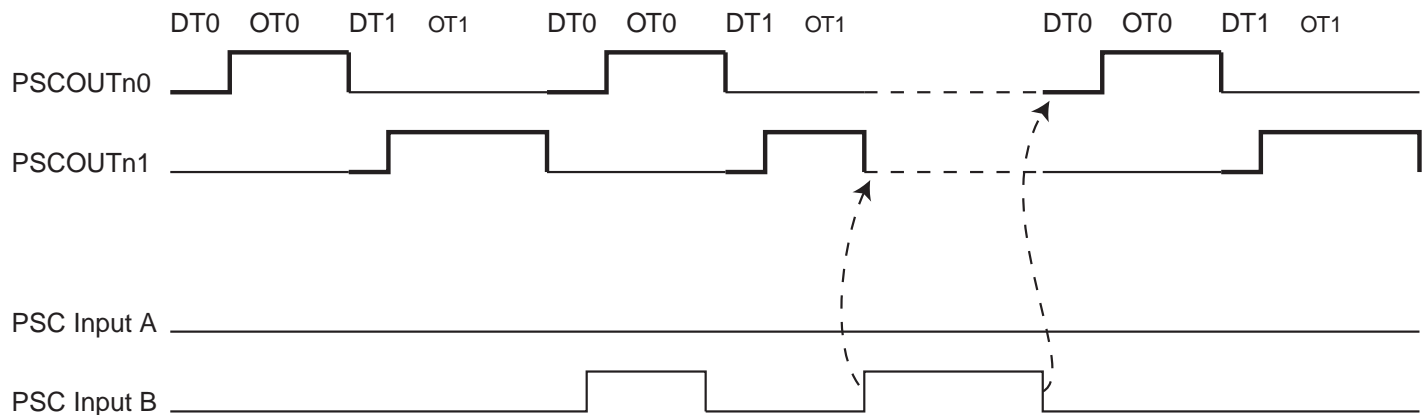 DT0 OT0 DT1 OT1 DT0 OT0 DT1 OT1 DT0 OT0 DT1 OT1
PSCOUTn0
PSCOUTn1
PSC Input A
PSC Input B